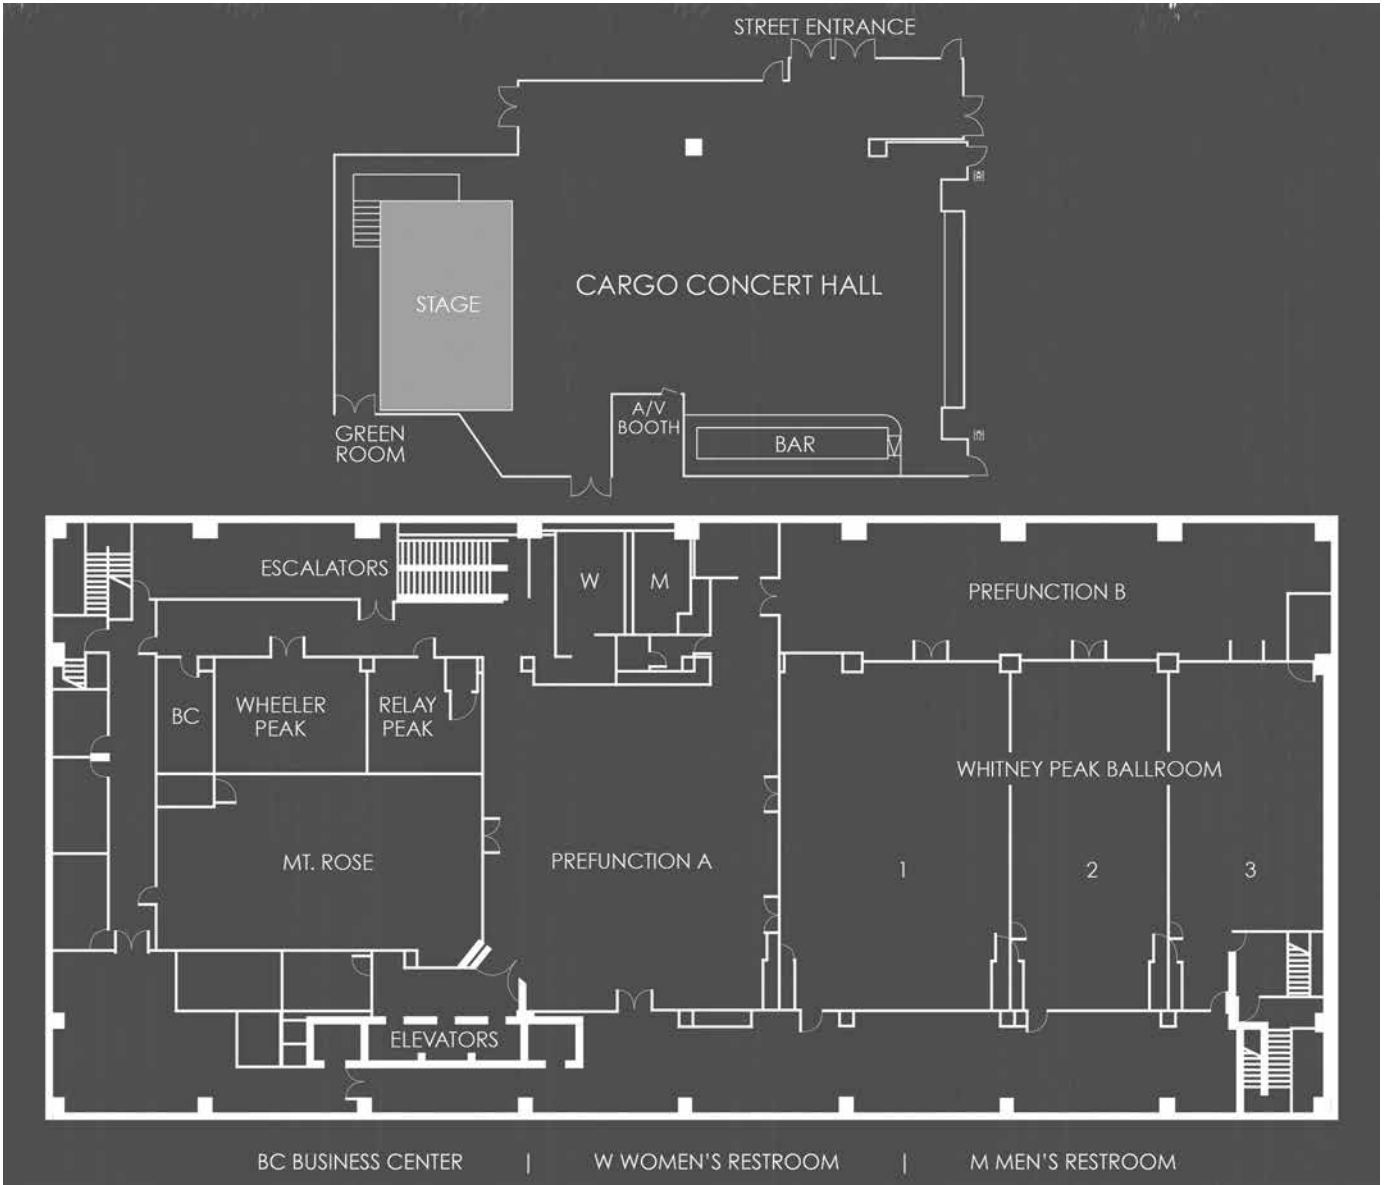 STREET ENTRANCE
CARGO CONCERT HALL
STAGE
A/V
BOOTH
BAR
GREEN
ROOM
ESCALATORS
W
M
PREFUNCTION B
BC
WHEELER
PEAK
RELAY
PEAK
WHITNEY PEAK BALLROOM
MT. ROSE
PREFUNCTION A
1
2
3
ELEVATORS
BC BUSINESS CENTER | W WOMEN'S RESTROOM | M MEN'S RESTROOM